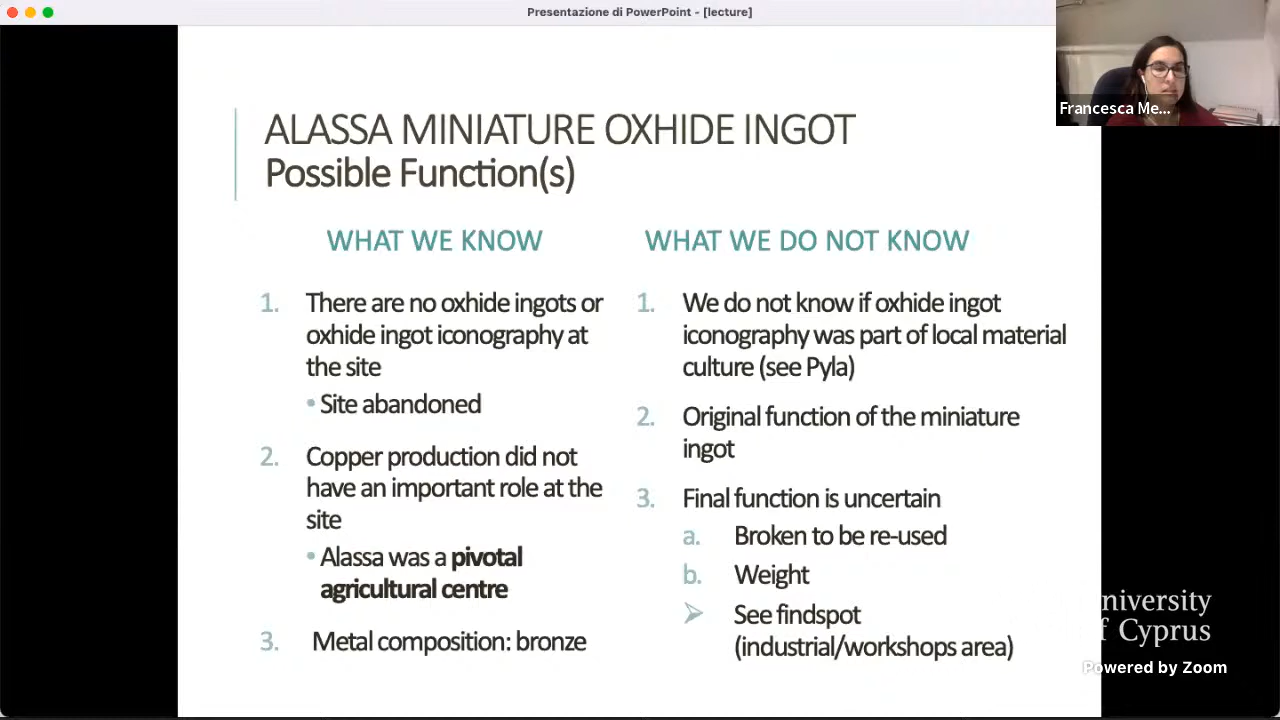 Presentazione di PowerPoint - [lecture]
Francesca Me...
ALASSA MINIATURE OXHIDE INGOT
Possible Function(s)
WHAT WE KNOW
1. There are no oxhide ingots or
oxhide ingot iconography at
the site
• Site abandoned
2. Copper production did not
have an important role at the
site
• Alassa was a pivotal
agricultural centre
3. Metal composition: bronze
WHAT WE DO NOT KNOW
1. We do not know if oxhide ingot
iconography was part of local material
culture (see Pyla)
2. Original function of the miniature
ingot
3. Final function is uncertain
a. Broken to be re-used
b. Weight
➢ See findspot
(industrial/workshops area)
niversity
f Cyprus
Powered by Zoom